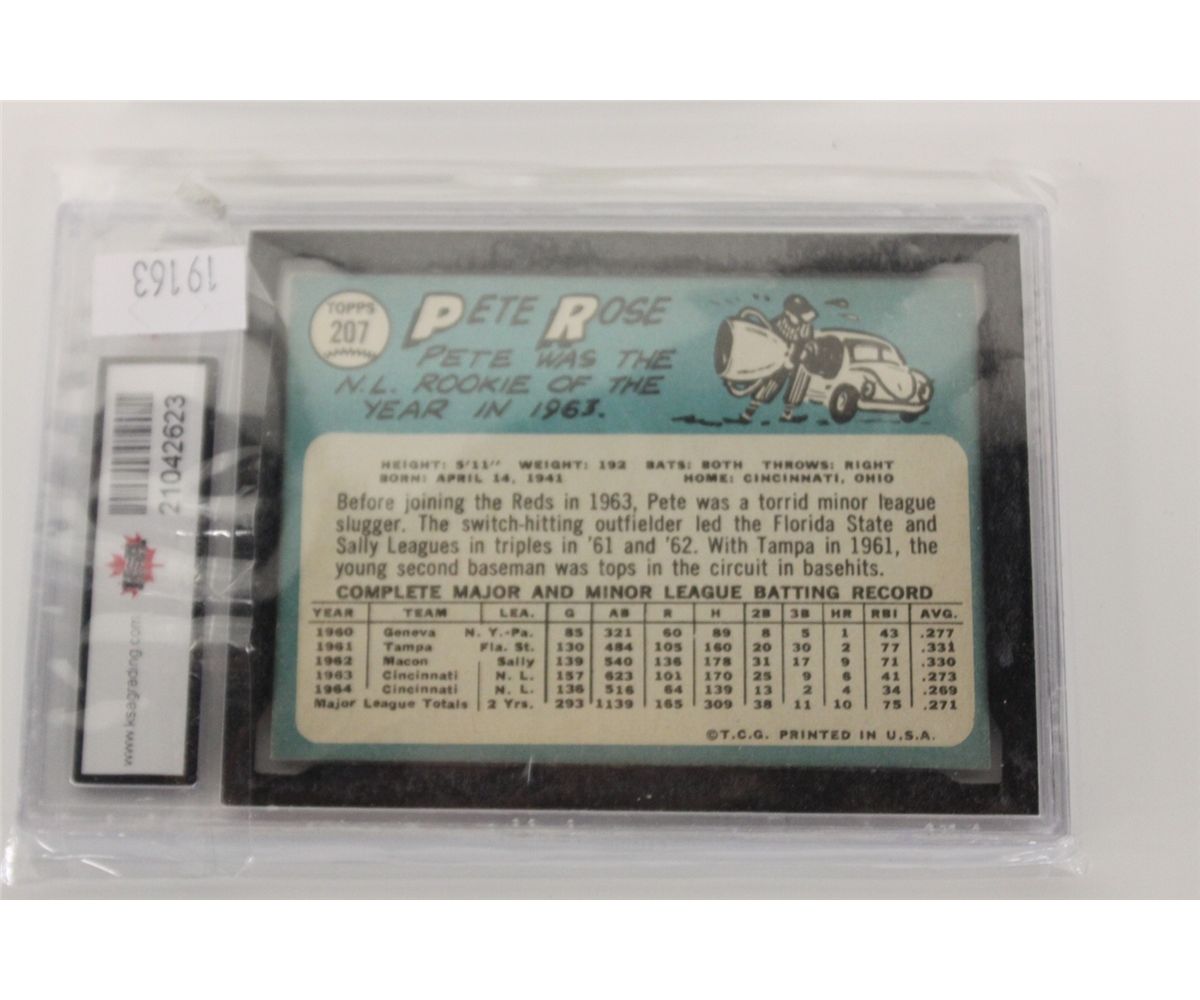 19163
21042623
www.ksagrading.com
TOPPS
207
PETE ROSE
PETE WAS THE
N.L. ROOKIE OF THE
YEAR IN 1963.
HEIGHT: 5'11" WEIGHT: 192 BATS: BOTH THROWS: RIGHT
BORN: APRIL 14, 1941 HOME: CINCINNATI, OHIO
Before joining the Reds in 1963, Pete was a torrid minor league
slugger. The switch-hitting outfielder led the Florida State and
Sally Leagues in triples in '61 and '62. With Tampa in 1961, the
young second baseman was tops in the circuit in basehits.
COMPLETE MAJOR AND MINOR LEAGUE BATTING RECORD
YEAR TEAM LEA. G AB R H 2B 3B HR RBI AVG.
1960 Geneva N. Y.-Pa. 85 321 60 89 8 5 1 43 .277
1961 Tampa Fla. St. 130 484 105 160 20 30 2 77 .331
1962 Macon Sally 139 540 136 178 31 17 9 71 .330
1963 Cincinnati N. L. 157 623 101 170 25 9 6 41 .273
1964 Cincinnati N. L. 136 516 64 139 13 2 4 34 .269
Major League Totals 2 Yrs. 293 1139 165 309 38 11 10 75 .271
©T.C.G. PRINTED IN U.S.A.